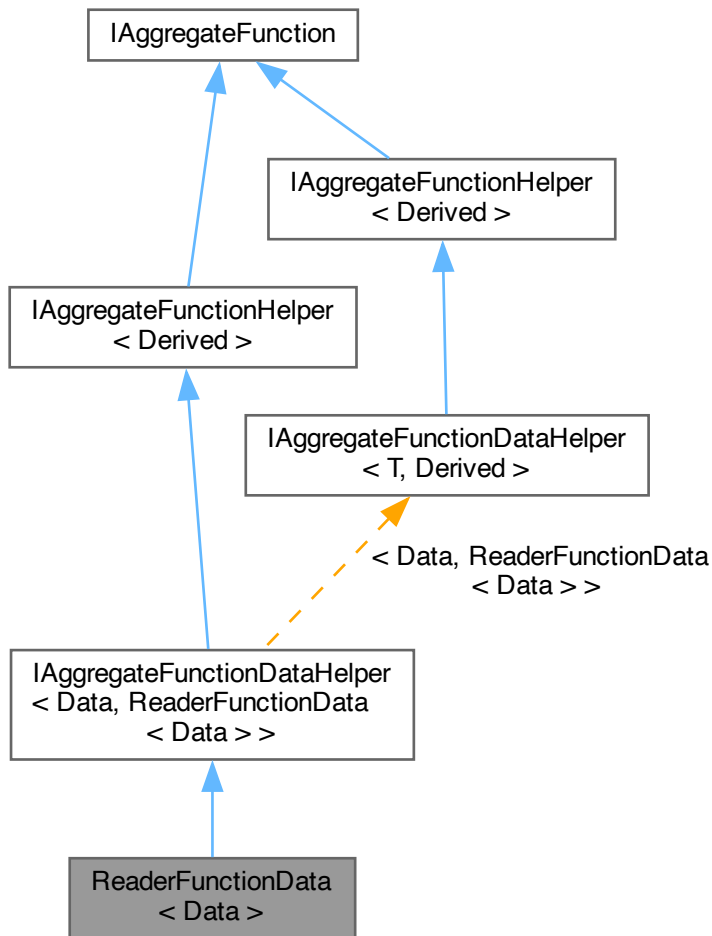 IAggregateFunction
IAggregateFunctionHelper
< Derived >
IAggregateFunctionHelper
< Derived >
IAggregateFunctionDataHelper
< T, Derived >
< Data, ReaderFunctionData
< Data > >
IAggregateFunctionDataHelper
< Data, ReaderFunctionData
< Data > >
ReaderFunctionData
< Data >